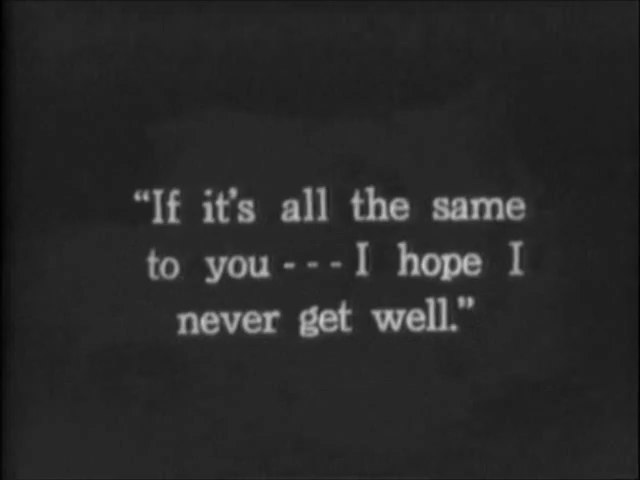 “If it's all the same
to you - - - I hope I
never get well.”